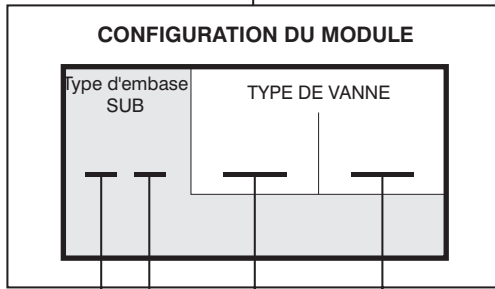 CONFIGURATION DU MODULE
Type d'embase
SUB
TYPE DE VANNE